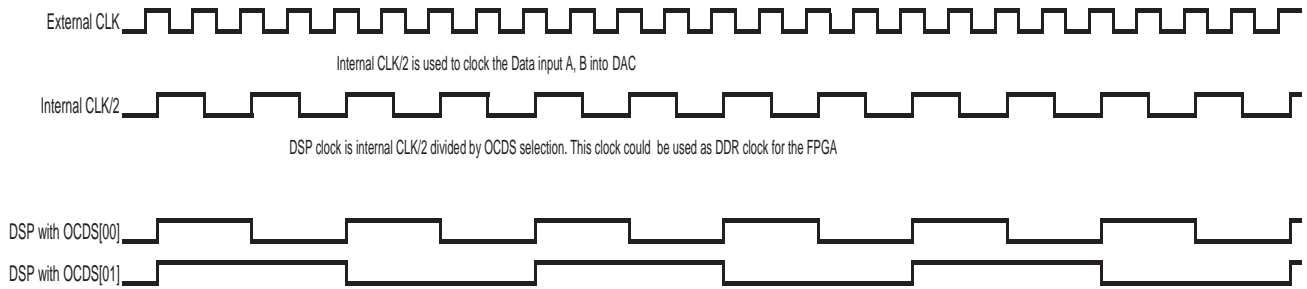 External CLK
Internal CLK/2 is used to clock the Data input A, B into DAC
Internal CLK/2
DSP clock is internal CLK/2 divided by OCDS selection. This clock could be used as DDR clock for the FPGA
DSP with OCDS[00]
DSP with OCDS[01]